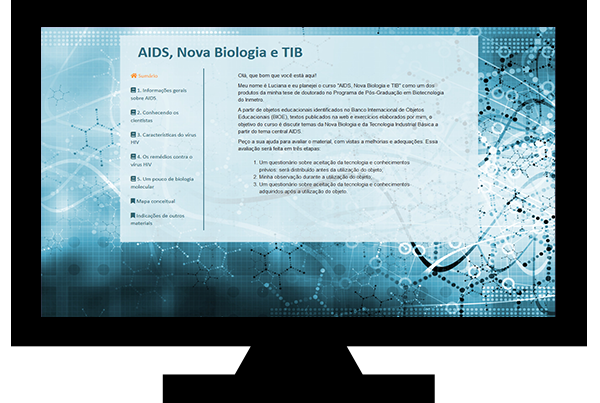 AIDS, Nova Biologia e TIB
Sumário
1. Informações gerais
sobre AIDS
2. Conhecendo os
cientistas
3. Características do vírus
HIV
4. Os remédios contra o
vírus HIV
5. Um pouco de biologia
molecular
Mapa conceitual
Indicações de outros
materiais
Olá, que bom que você está aqui!
Meu nome é Luciana e eu planejei o curso "AIDS, Nova Biologia e TIB" como um dos
produtos da minha tese de doutorado no Programa de Pós-Graduação em Biotecnologia
do Inmetro.
A partir de objetos educacionais identificados no Banco Internacional de Objetos
Educacionais (BIOE), textos publicados na web e exercícios elaborados por mim, o
objetivo do curso é discutir temas da Nova Biologia e da Tecnologia Industrial Básica a
partir do tema central AIDS.
Peço a sua ajuda para avaliar o material, com vistas a melhorias e adequações. Essa
avaliação será feita em três etapas:
1. Um questionário sobre aceitação da tecnologia e conhecimentos
prévios: será distribuído antes da utilização do objeto.
2. Minha observação durante a utilização do objeto.
3. Um questionário sobre aceitação da tecnologia e conhecimentos
adquiridos após a utilização do objeto.